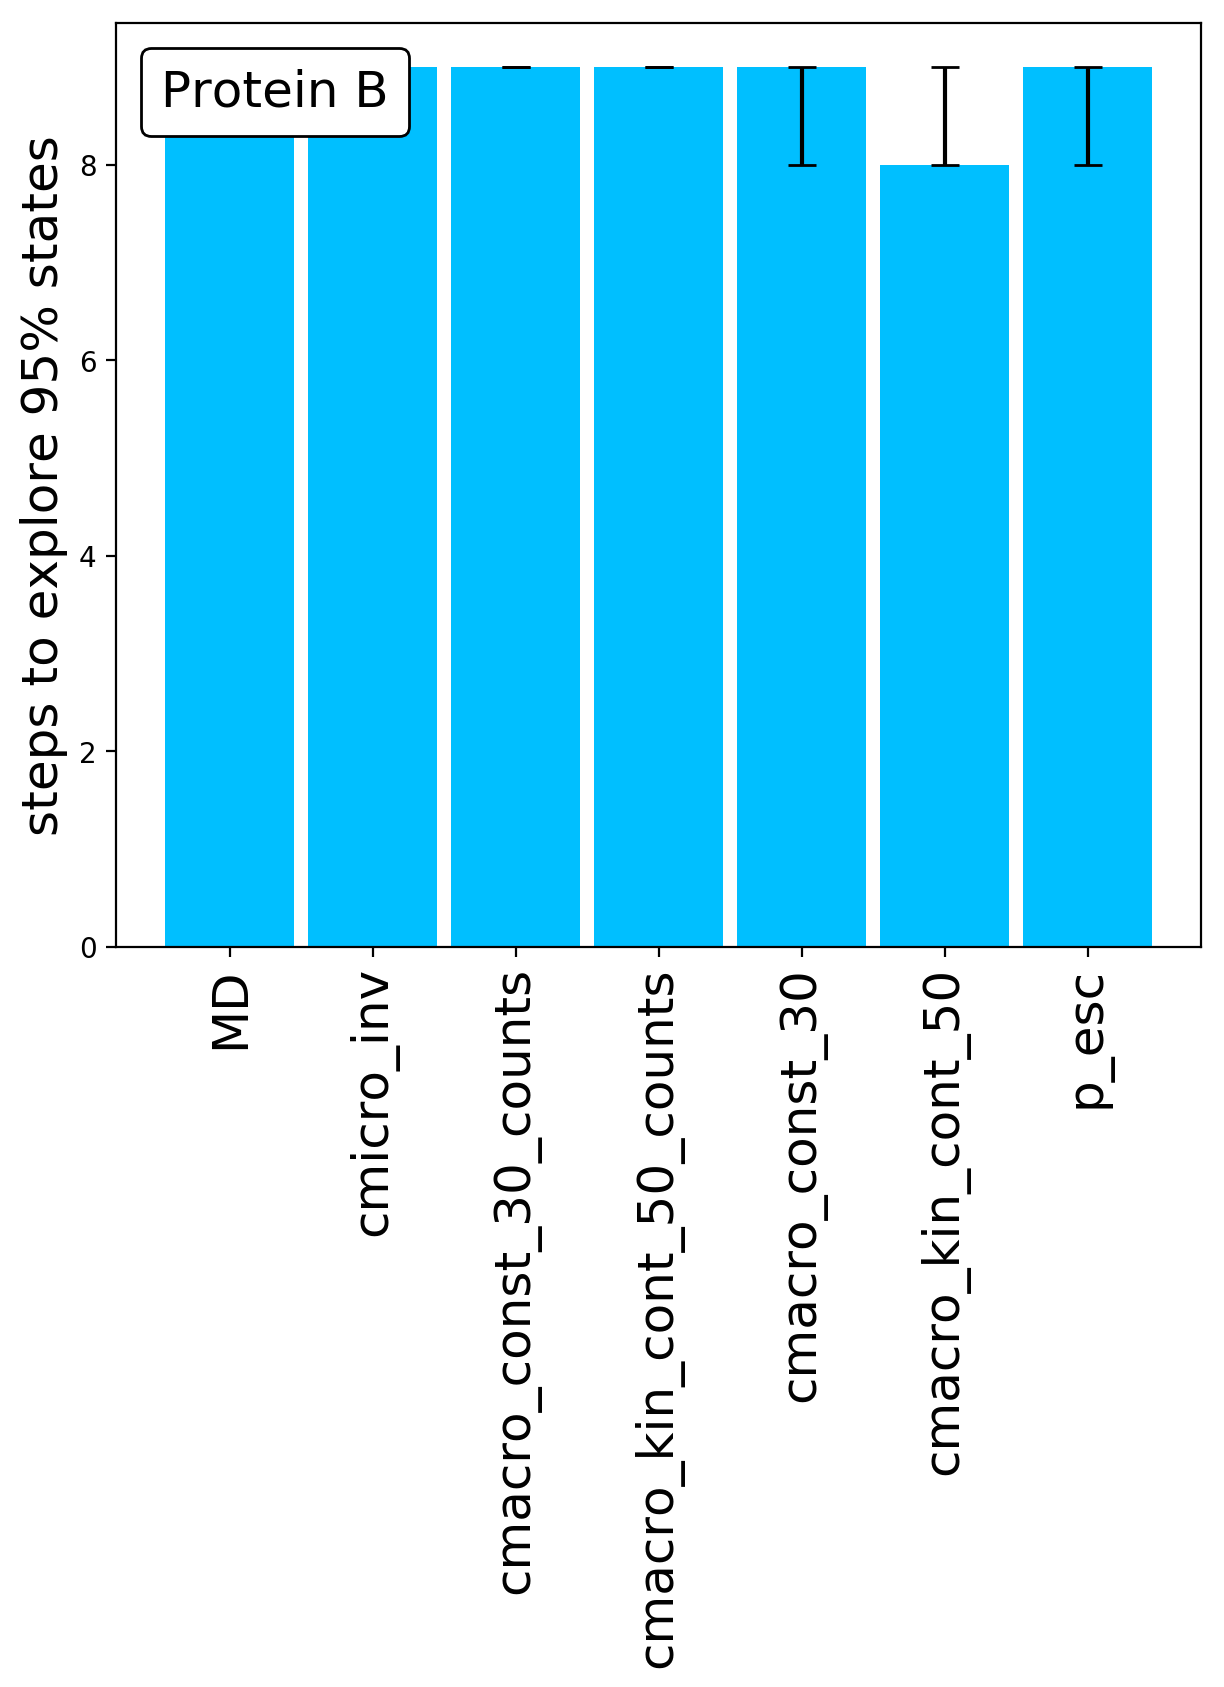 Protein B
steps to explore 95% states
8
6
4
2
0
MD
cmicro_inv
cmacro_const_30_counts
cmacro_kin_cont_50_counts
cmacro_const_30
cmacro_kin_cont_50
p_esc